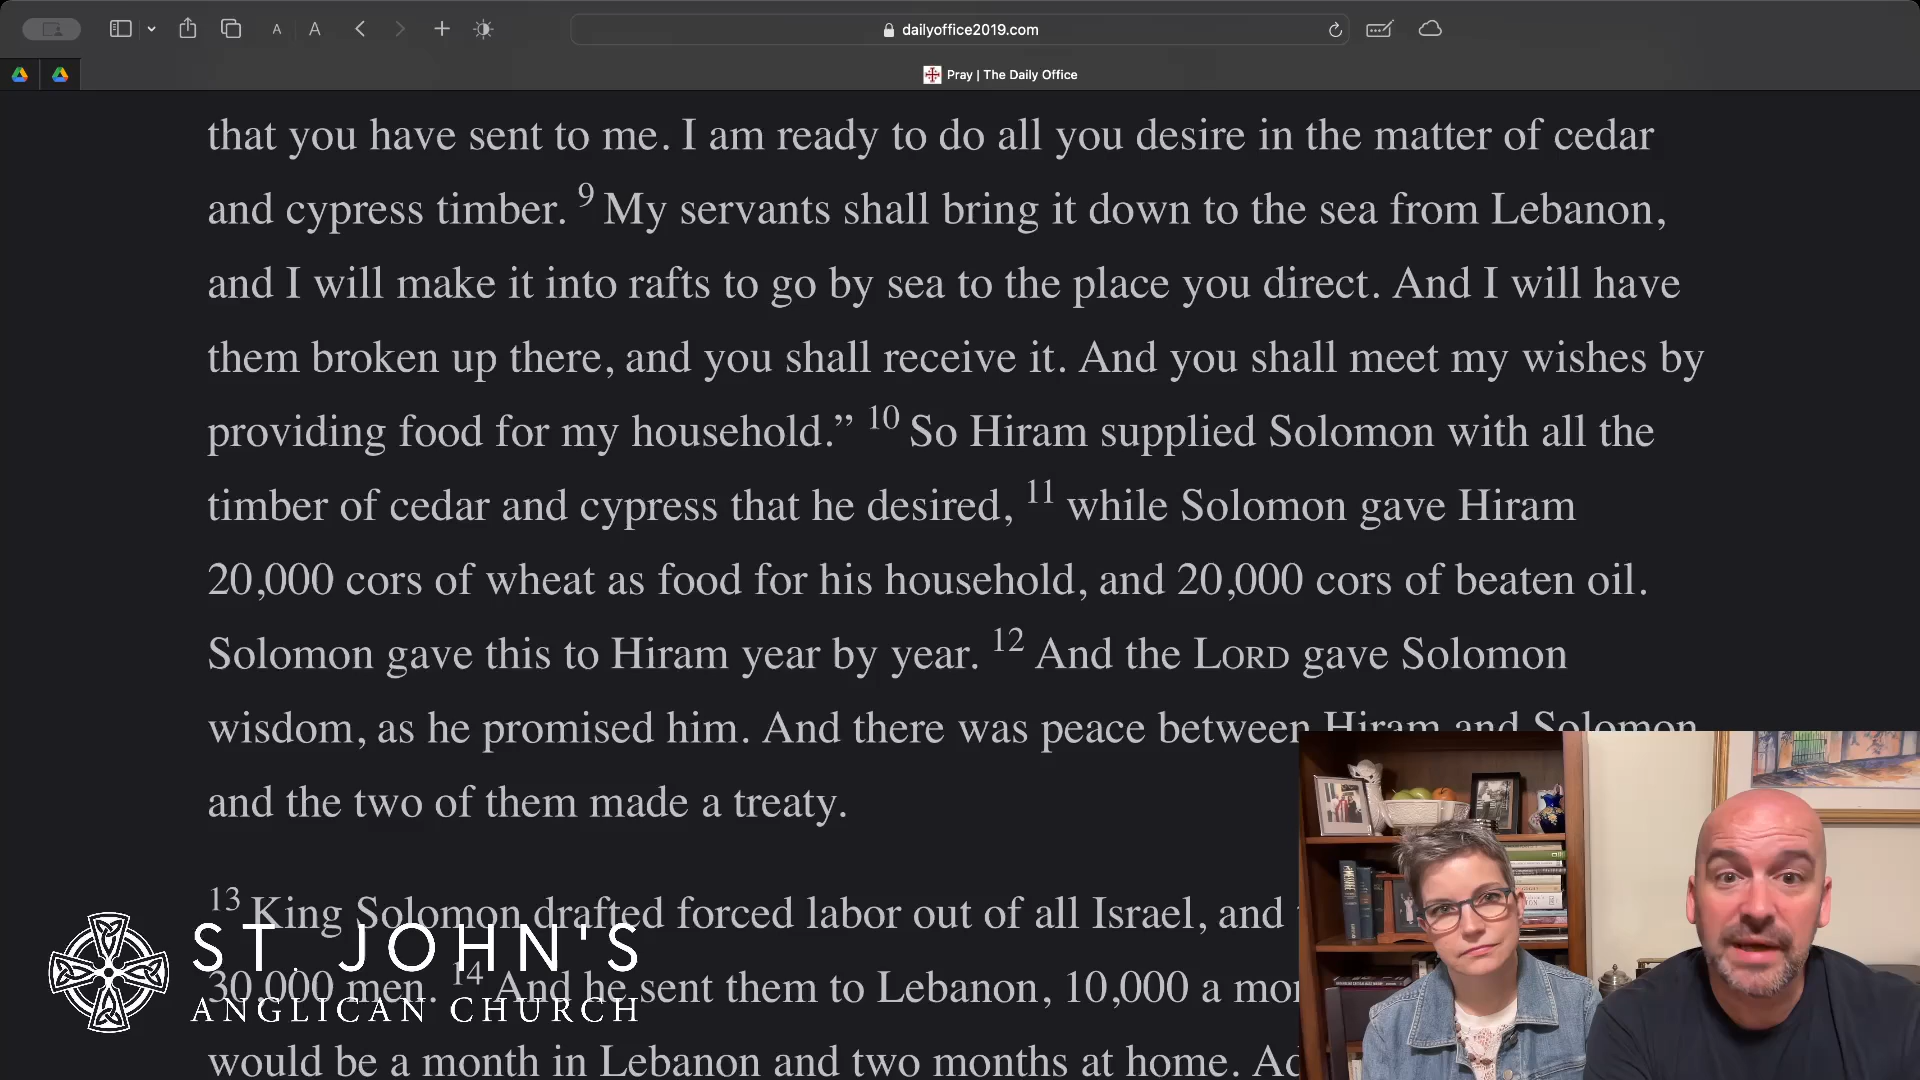 dailyoffice2019.com
Pray | The Daily Office
that you have sent to me. I am ready to do all you desire in the matter of cedar
and cypress timber. 9 My servants shall bring it down to the sea from Lebanon,
and I will make it into rafts to go by sea to the place you direct. And I will have
them broken up there, and you shall receive it. And you shall meet my wishes by
providing food for my household.” 10 So Hiram supplied Solomon with all the
timber of cedar and cypress that he desired, 11 while Solomon gave Hiram
20,000 cors of wheat as food for his household, and 20,000 cors of beaten oil.
Solomon gave this to Hiram year by year. 12 And the LORD gave Solomon
wisdom, as he promised him. And there was peace between Hiram and Solomon
and the two of them made a treaty.
13 King Solomon drafted forced labor out of all Israel, and
30,000 men. 14 And he sent them to Lebanon, 10,000 a
would be a month in Lebanon and two months at home.
ST. JOHN'S
ANGLICAN CHURCH